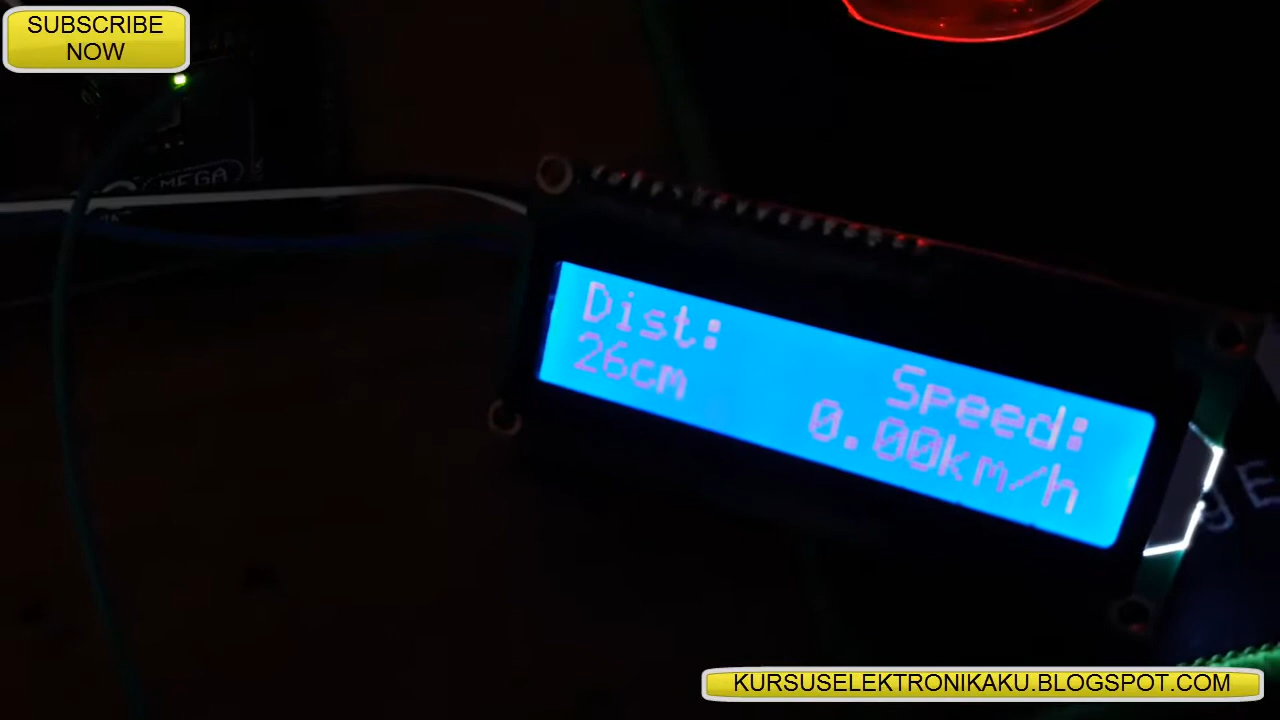 SUBSCRIBE
NOW
MEGA
Dist:
Speed:
26cm
0.00km/h
KURSUSELEKTRONIKAKU.BLOGSPOT.COM